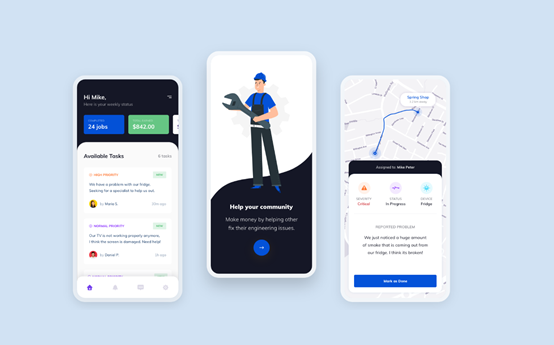 Hi Mike,
Here is your weekly status
24 jobs
$842.00
Available Tasks
6 tasks
HIGH PRIORITY
NEW
We have a problem with our fridge.
Seeking for a specialist to help us.
by Maria S
NORMAL PRIORITY
NEW
Our TV is not working properly anymore,
I think the screen is damaged. Need help!
by Daniel P
Help your community
Make money by helping other
fix their engineering issues.
Spring Shop
Assigned to: Mike Peter
SEVERITY
STATUS
DEVICE
Critical
In Progress
Fridge
REPORTED PROBLEM
We just noticed a huge amount
of smoke that is coming out from
our fridge. I think its broken!
Mark as Done